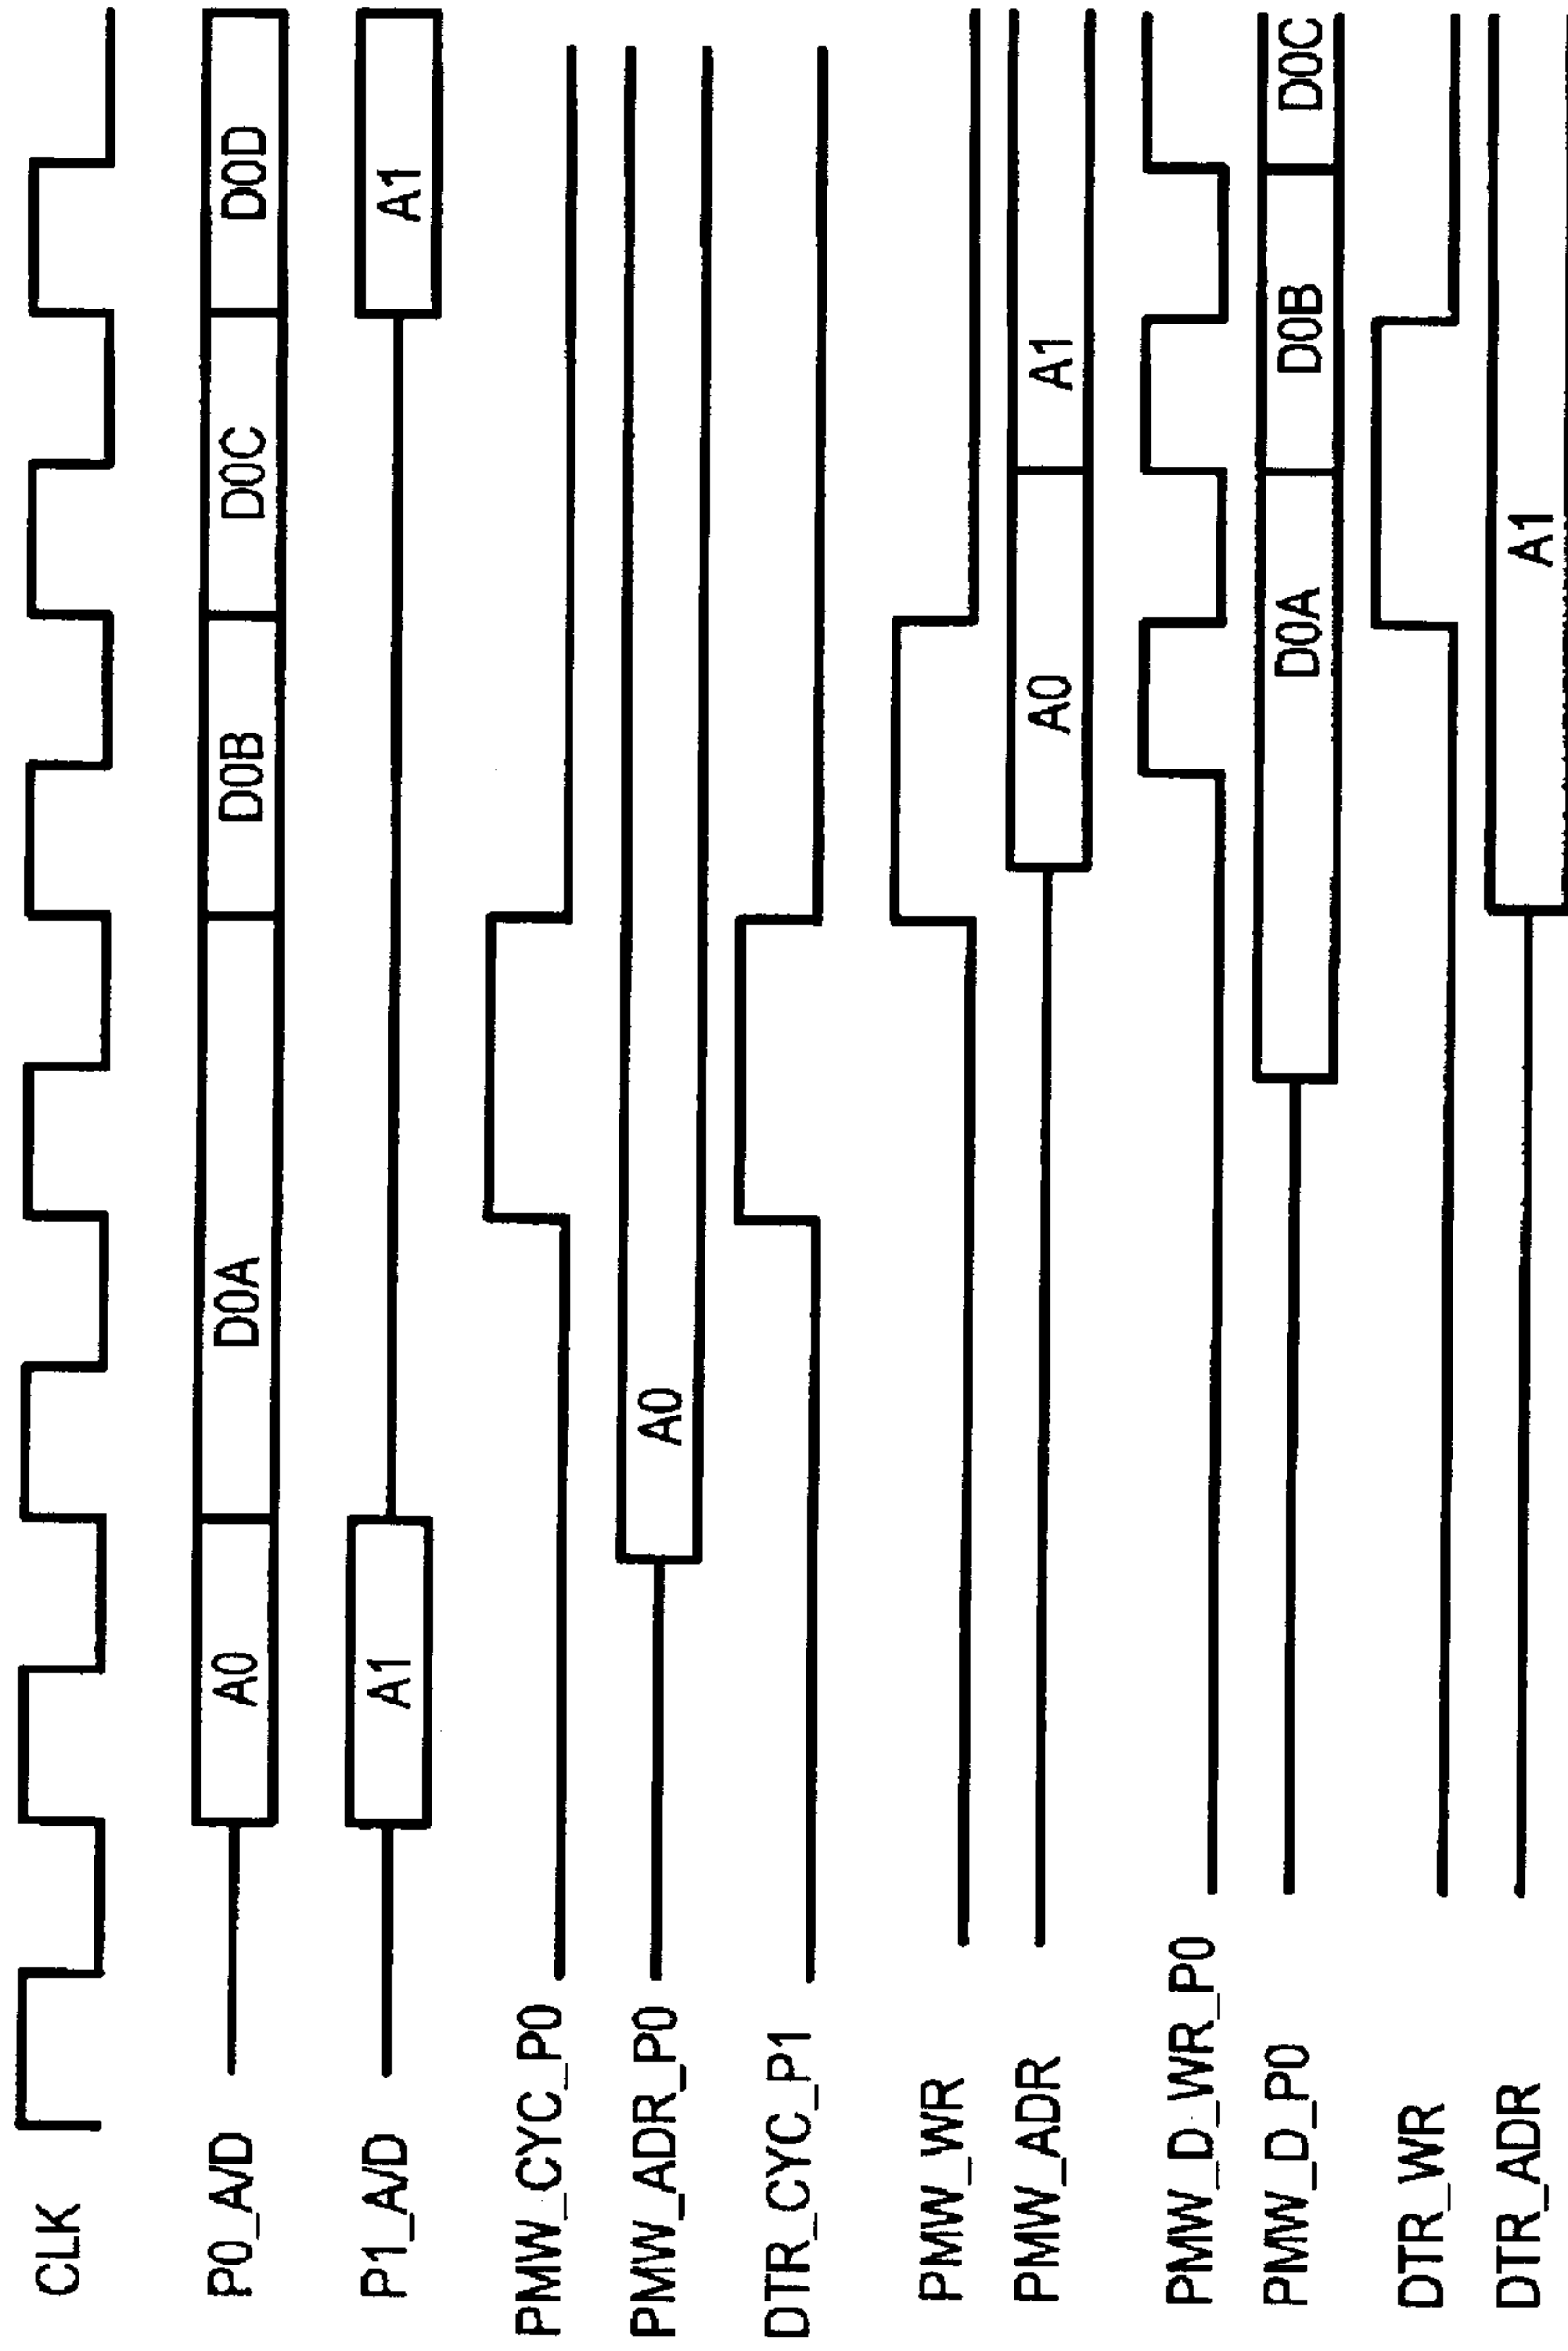 CLK
P0_A/D A0 D0A D0B D0C D0D
P1_A/D A1 A1
PMW_CYC_P0
PMW_ADR_P0 A0
DTR_CYC_P1
PMW_WR
PMW_ADR A0 A1
PMW_D_WR_P0
PMW_D_P0 D0A D0B D0C
DTR_WR
DTR_ADR A1